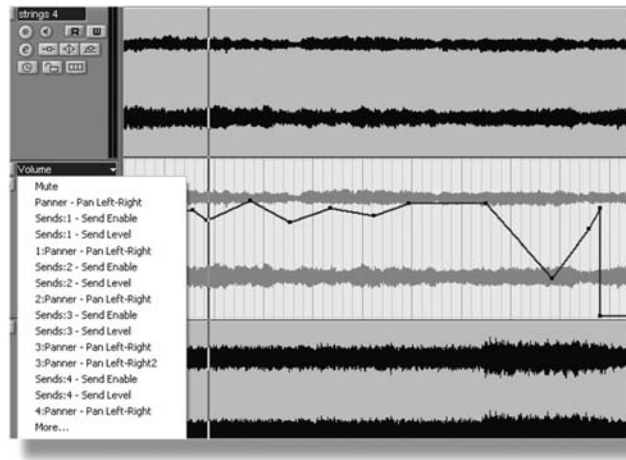 strings 4
R W
e
Volume
Mute
Panner - Pan Left-Right
Sends:1 - Send Enable
Sends:1 - Send Level
1:Panner - Pan Left-Right
Sends:2 - Send Enable
Sends:2 - Send Level
2:Panner - Pan Left-Right
Sends:3 - Send Enable
Sends:3 - Send Level
3:Panner - Pan Left-Right
3:Panner - Pan Left-Right2
Sends:4 - Send Enable
Sends:4 - Send Level
4:Panner - Pan Left-Right
More...